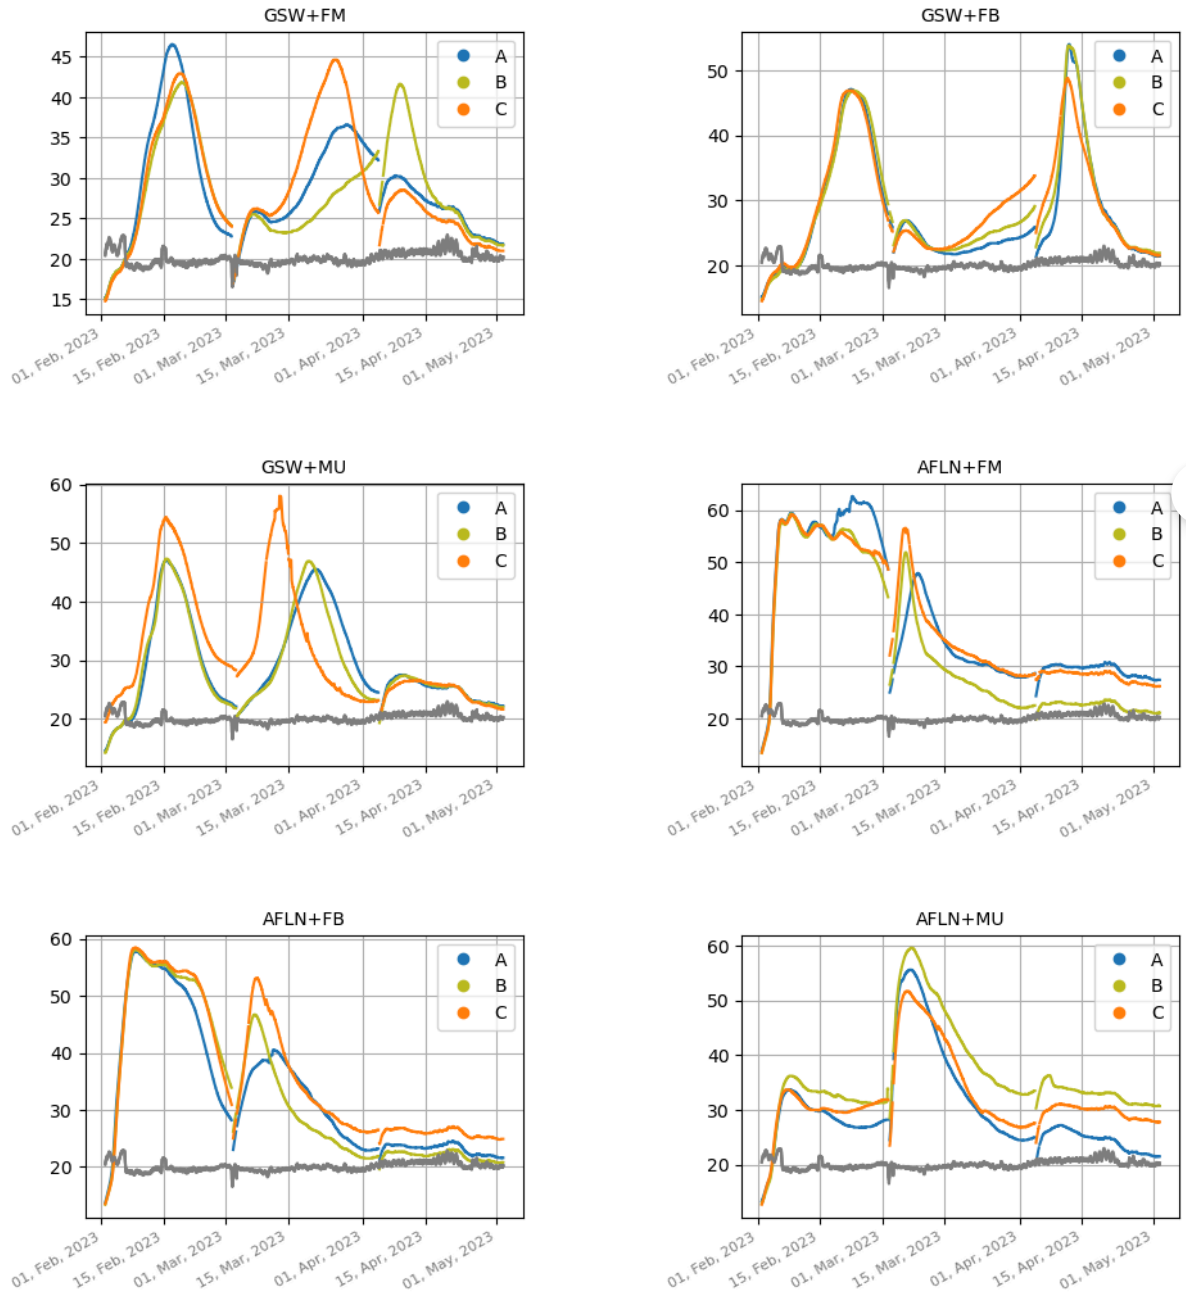 GSW+FM
45
40
35
30
25
20
15
A
B
C
01, Feb, 2023
15, Feb, 2023
01, Mar, 2023
15, Mar, 2023
01, Apr, 2023
15, Apr, 2023
01, May, 2023
GSW+FB
50
40
30
20
A
B
C
01, Feb, 2023
15, Feb, 2023
01, Mar, 2023
15, Mar, 2023
01, Apr, 2023
15, Apr, 2023
01, May, 2023
GSW+MU
60
50
40
30
20
A
B
C
01, Feb, 2023
15, Feb, 2023
01, Mar, 2023
15, Mar, 2023
01, Apr, 2023
15, Apr, 2023
01, May, 2023
AFLN+FM
60
50
40
30
20
A
B
C
01, Feb, 2023
15, Feb, 2023
01, Mar, 2023
15, Mar, 2023
01, Apr, 2023
15, Apr, 2023
01, May, 2023
AFLN+FB
60
50
40
30
20
A
B
C
01, Feb, 2023
15, Feb, 2023
01, Mar, 2023
15, Mar, 2023
01, Apr, 2023
15, Apr, 2023
01, May, 2023
AFLN+MU
60
50
40
30
20
A
B
C
01, Feb, 2023
15, Feb, 2023
01, Mar, 2023
15, Mar, 2023
01, Apr, 2023
15, Apr, 2023
01, May, 2023